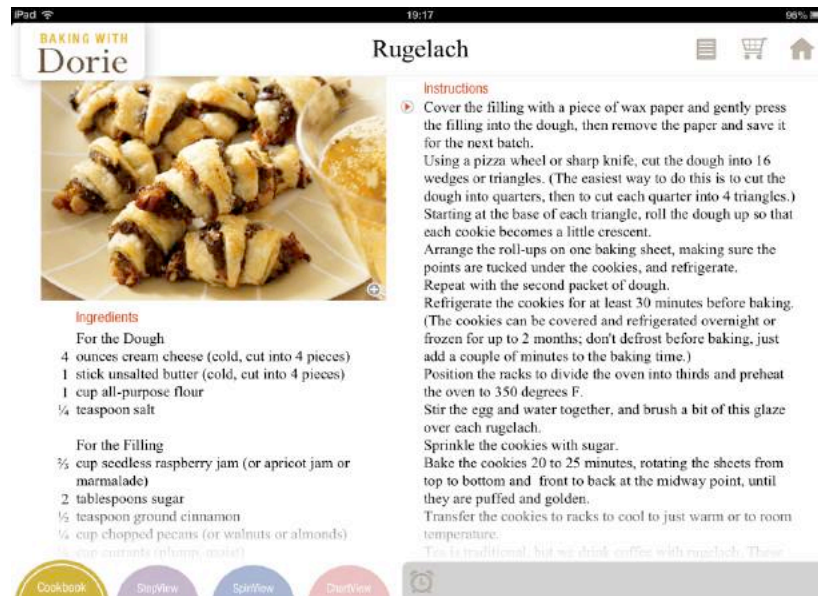 iPad
19:17
96%
BAKING WITH
Dorie
Rugelach
Ingredients
For the Dough
4 ounces cream cheese (cold, cut into 4 pieces)
1 stick unsalted butter (cold, cut into 4 pieces)
1 cup all-purpose flour
¼ teaspoon salt
For the Filling
⅔ cup seedless raspberry jam (or apricot jam or
marmalade)
2 tablespoons sugar
½ teaspoon ground cinnamon
¼ cup chopped pecans (or walnuts or almonds)
cup currants (plump, moist)
Instructions
Cover the filling with a piece of wax paper and gently press
the filling into the dough, then remove the paper and save it
for the next batch.
Using a pizza wheel or sharp knife, cut the dough into 16
wedges or triangles. (The easiest way to do this is to cut the
dough into quarters, then to cut each quarter into 4 triangles.)
Starting at the base of each triangle, roll the dough up so that
each cookie becomes a little crescent.
Arrange the roll-ups on one baking sheet, making sure the
points are tucked under the cookies, and refrigerate.
Repeat with the second packet of dough.
Refrigerate the cookies for at least 30 minutes before baking.
(The cookies can be covered and refrigerated overnight or
frozen for up to 2 months; don't defrost before baking, just
add a couple of minutes to the baking time.)
Position the racks to divide the oven into thirds and preheat
the oven to 350 degrees F.
Stir the egg and water together, and brush a bit of this glaze
over each rugelach.
Sprinkle the cookies with sugar.
Bake the cookies 20 to 25 minutes, rotating the sheets from
top to bottom and front to back at the midway point, until
they are puffed and golden.
Transfer the cookies to racks to cool to just warm or to room
temperature.
Tea is traditional, but we drink coffee with rugelach. These
Cookbook
StepView
SpinView
ChartView